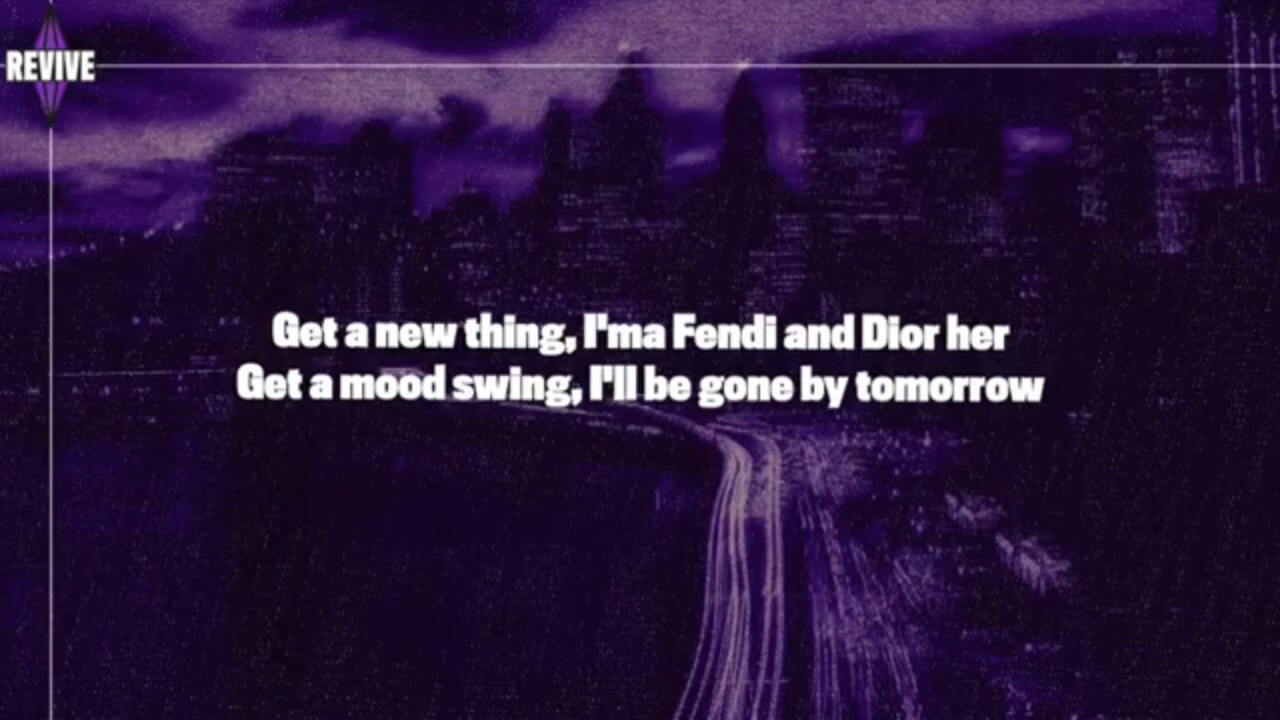 REVIVE
Get a new thing, I'ma Fendi and Dior her
Get a mood swing, I'll be gone by tomorrow